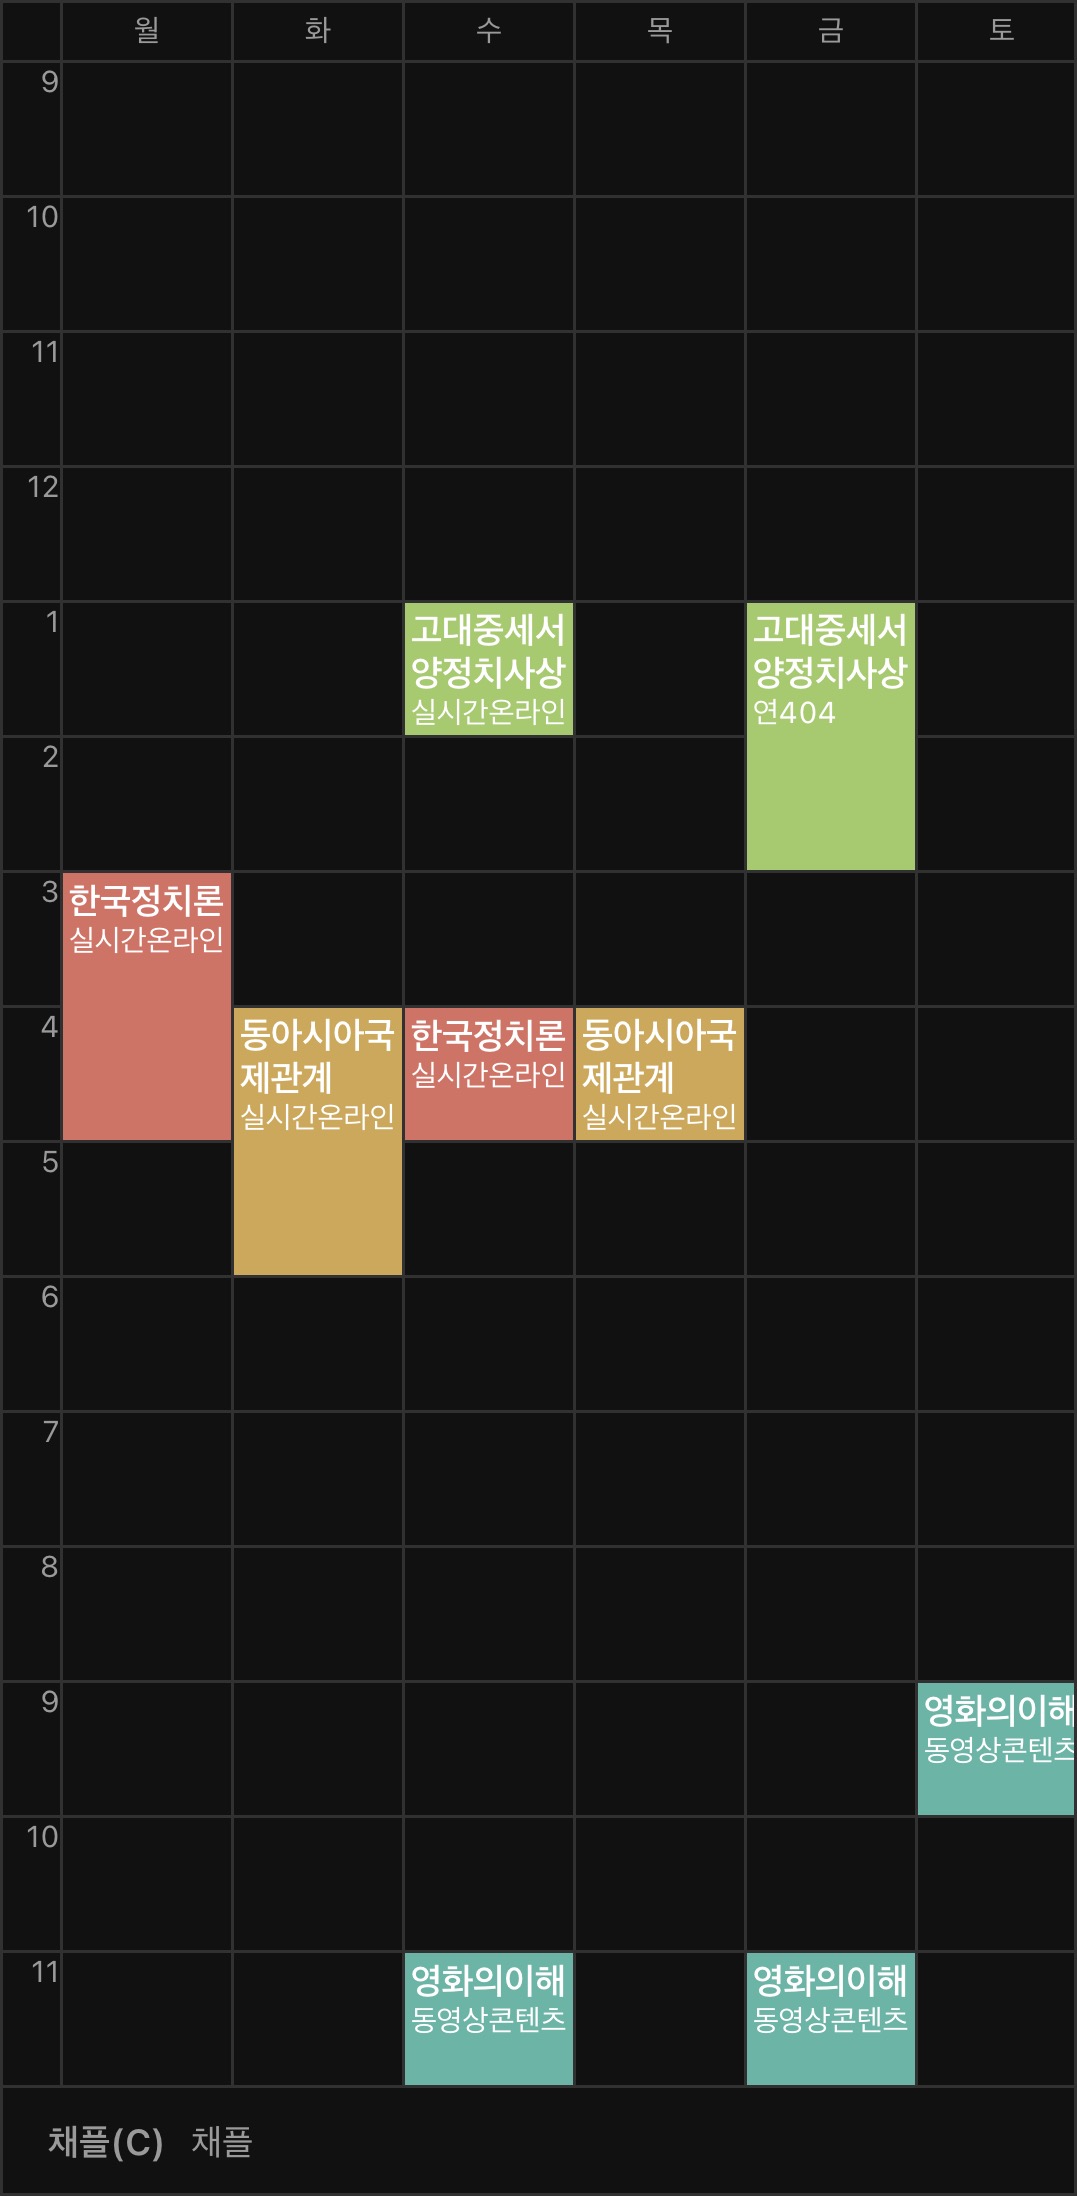 월 화 수 목 금 토
9
10
11
12
1
고대중세서
양정치사상
실시간온라인
고대중세서
양정치사상
연404
2
3
한국정치론
실시간온라인
4
동아시아국
제관계
실시간온라인
한국정치론
실시간온라인
동아시아국
제관계
실시간온라인
5
6
7
8
9
영화의이해
동영상콘텐츠
10
11
영화의이해
동영상콘텐츠
영화의이해
동영상콘텐츠
채플(C) 채플